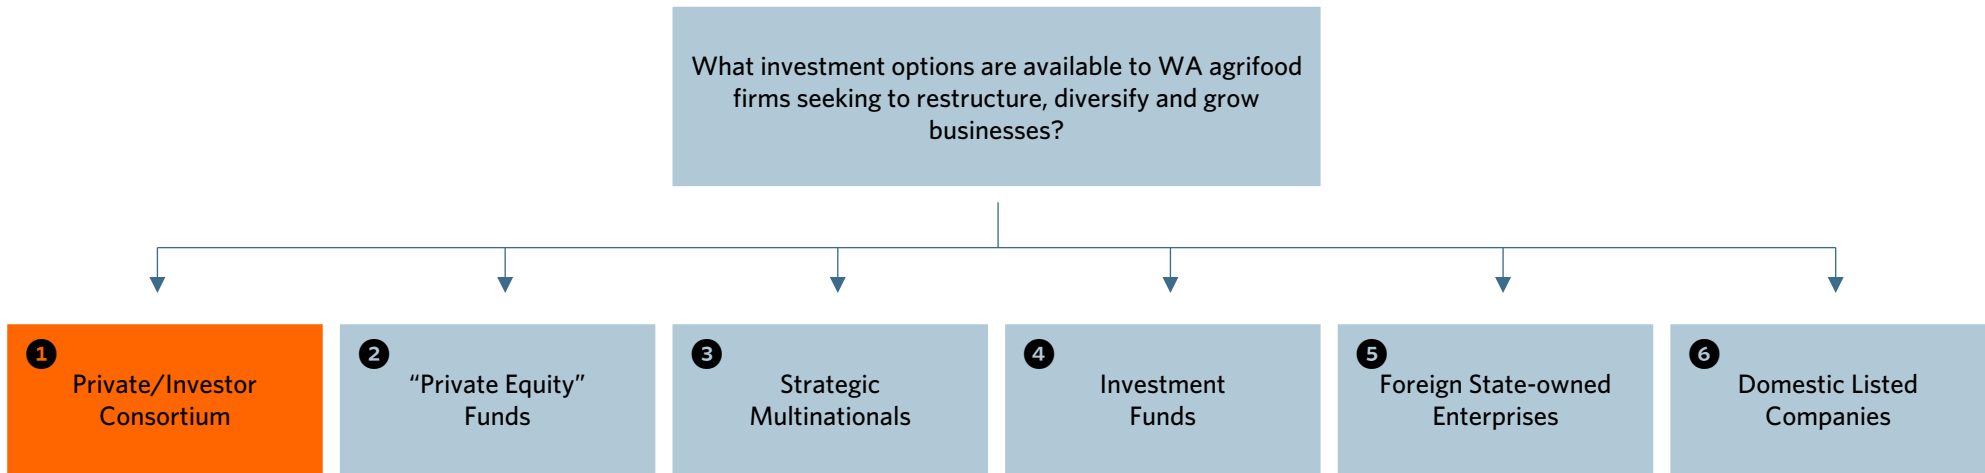 What investment options are available to WA agrifood
firms seeking to restructure, diversify and grow
businesses?
1
Private/Investor
Consortium
2
“Private Equity”
Funds
3
Strategic
Multinationals
4
Investment
Funds
5
Foreign State-owned
Enterprises
6
Domestic Listed
Companies